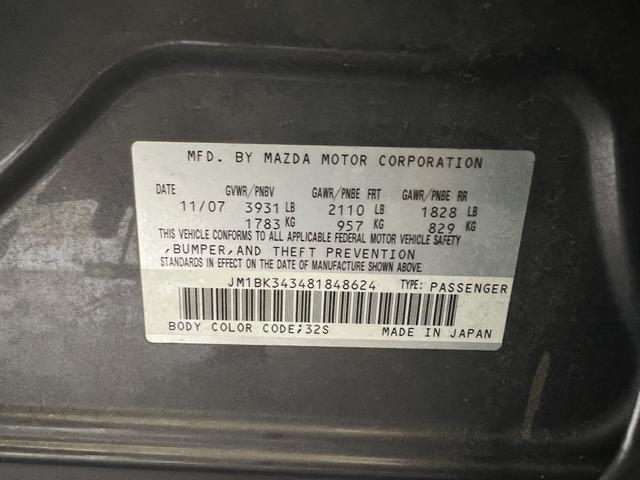 MFD. BY MAZDA MOTOR CORPORATION
DATE GVWR/PNBV GAWR/PNBE FRT GAWR/PNBE RR
11/07 3931 LB 2110 LB 1828 LB
1783 KG 957 KG 829 KG
THIS VEHICLE CONFORMS TO ALL APPLICABLE FEDERAL MOTOR VEHICLE SAFETY
,BUMPER,AND THEFT PREVENTION
STANDARDS IN EFFECT ON THE DATE OF MANUFACTURE SHOWN ABOVE.
JM1BK343481848624 TYPE: PASSENGER
BODY COLOR CODE;32S MADE IN JAPAN